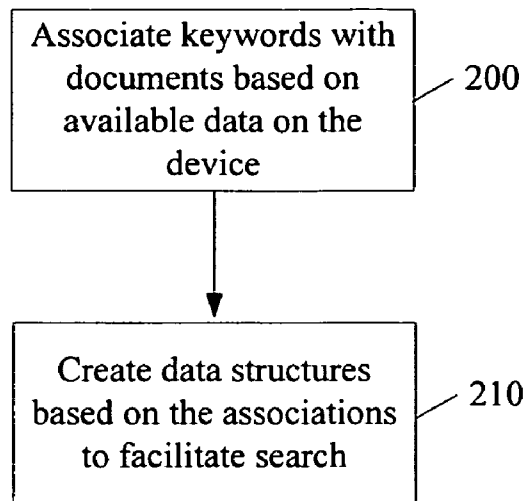 Associate keywords with
documents based on
available data on the
device
200
Create data structures
based on the associations
to facilitate search
210